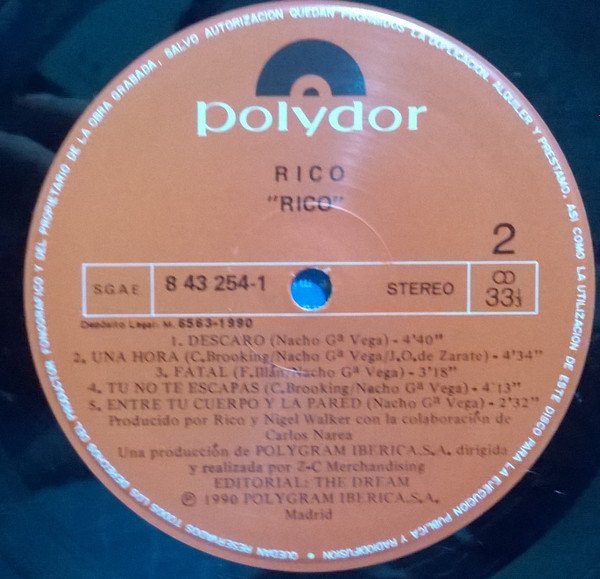 polydor
RICO
"RICO"
2
S.G.A.E. 8 43 254-1 STEREO 33⅓
Depósito Legal: M. 6563-1990
1. DESCARO (Nacho Gª Vega) - 4'40"
2. UNA HORA (C.Brooking/Nacho Gª Vega/J.O.de Zarate) - 4'34"
3. FATAL (F.Illán/Nacho Gª Vega) - 3'18"
4. TU NO TE ESCAPAS (C.Brooking/Nacho Gª Vega) - 4'13"
5. ENTRE TU CUERPO Y LA PARED (Nacho Gª Vega) - 2'32"
Producido por Rico y Nigel Walker con la colaboración de
Carlos Narea
Una producción de POLYGRAM IBERICA.S.A. dirigida
y realizada por Z-C Merchandising
EDITORIAL: THE DREAM
℗ 1990 POLYGRAM IBERICA.S.A.
Madrid
QUEDAN RESERVADOS TODOS LOS DERECHOS DEL PRODUCTOR FONOGRAFICO Y DEL PROPIETARIO DE LA OBRA GRABADA, SALVO AUTORIZACION QUEDAN PROHIBIDOS LA DUPLICACION, ALQUILER Y PRESTAMO, ASI COMO LA UTILIZACION DE ESTE DISCO PARA LA EJECUCION PUBLICA Y RADIODIFUSION